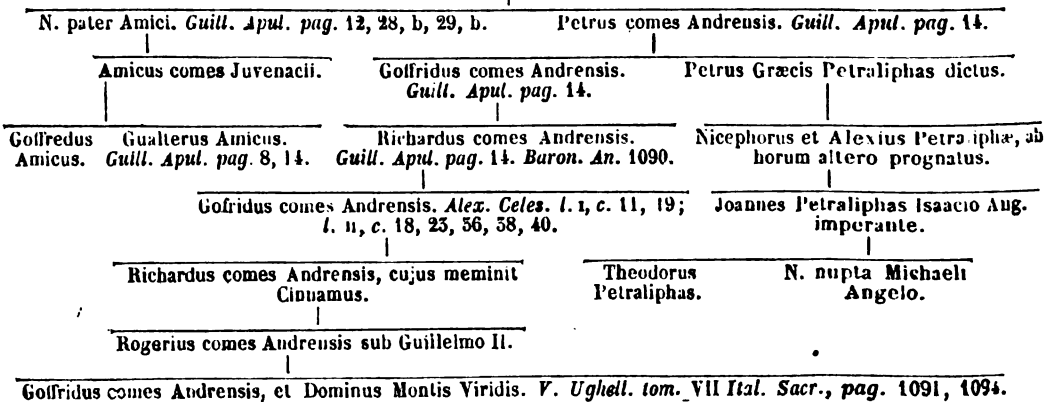 N. pater Amici. Guill. Apul. pag. 12, 28, b, 29, b. Petrus comes Andrensis. Guill. Apul. pag. 14.
Amicus comes Juvenacii. Goffridus comes Andrensis. Petrus Græcis Petraliphas dictus.
Guill. Apul. pag. 14.
Goffredus Gualterus Amicus. Richardus comes Andrensis. Nicephorus et Alexius Petraliphæ, ab
Amicus. Guill. Apul. pag. 8, 14. Guill. Apul. pag. 14. Baron. An. 1090. horum altero prognatus.
Gofridus comes Andrensis. Alex. Celes. l. I, c. 11, 19; Joannes Petraliphas Isaacio Aug.
l. II, c. 18, 23, 36, 38, 40. imperante.
Richardus comes Andrensis, cujus meminit Theodorus N. nupta Michaeli
Cinnamus. Petraliphas. Angelo.
Rogerius comes Andrensis sub Guillelmo II.
Goffridus comes Andrensis, et Dominus Montis Viridis. V. Ughell. tom. VII Ital. Sacr., pag. 1091, 1094.